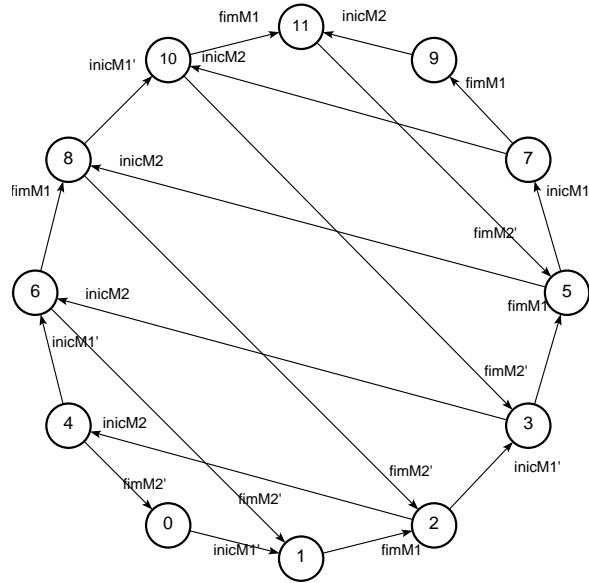 fimM1
11
inicM2
inicM1'
10
inicM2
9
fimM1
8
inicM2
7
fimM1
inicM1'
fimM2'
6
inicM2
5
fimM1
inicM1'
fimM2'
4
inicM2
3
inicM1'
fimM2'
fimM2'
fimM2'
0
2
inicM1'
1
fimM1